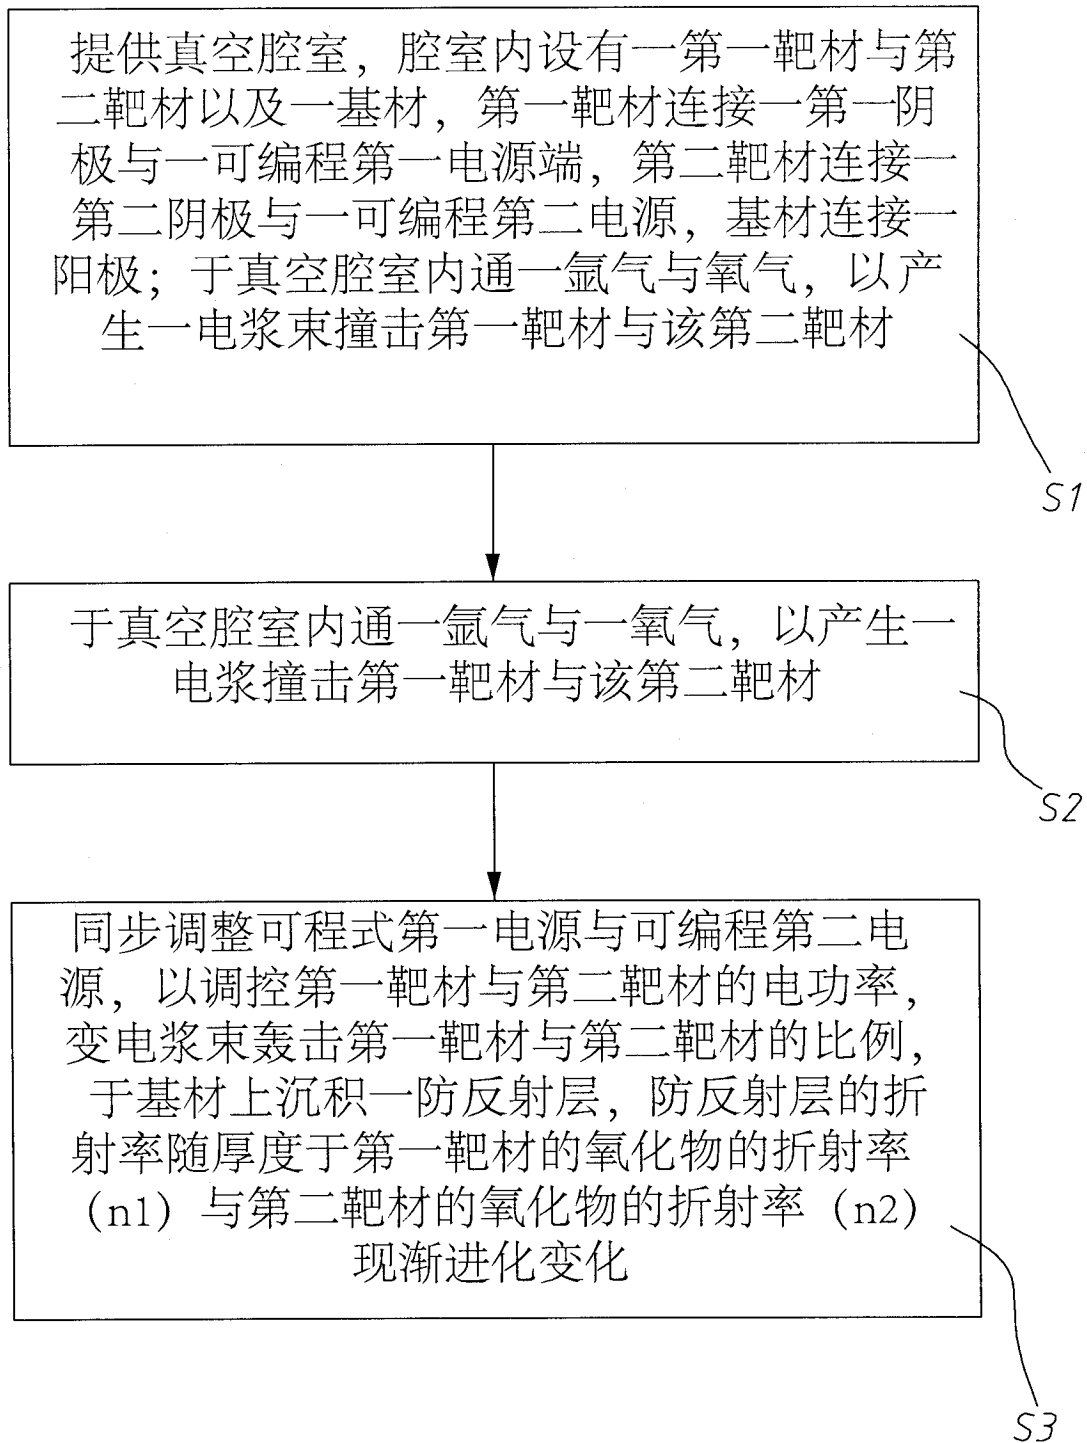 提供真空腔室，腔室内设有一第一靶材与第
二靶材以及一基材，第一靶材连接一第一阴
极与一可编程第一电源端，第二靶材连接一
第二阴极与一可编程第二电源，基材连接一
阳极；于真空腔室内通一氩气与氧气，以产
生一电浆束撞击第一靶材与该第二靶材
S1
于真空腔室内通一氩气与一氧气，以产生一
电浆撞击第一靶材与该第二靶材
S2
同步调整可程式第一电源与可编程第二电
源，以调控第一靶材与第二靶材的电功率，
变电浆束轰击第一靶材与第二靶材的比例，
于基材上沉积一防反射层，防反射层的折
射率随厚度于第一靶材的氧化物的折射率
（n1）与第二靶材的氧化物的折射率（n2）
现渐进化变化
S3